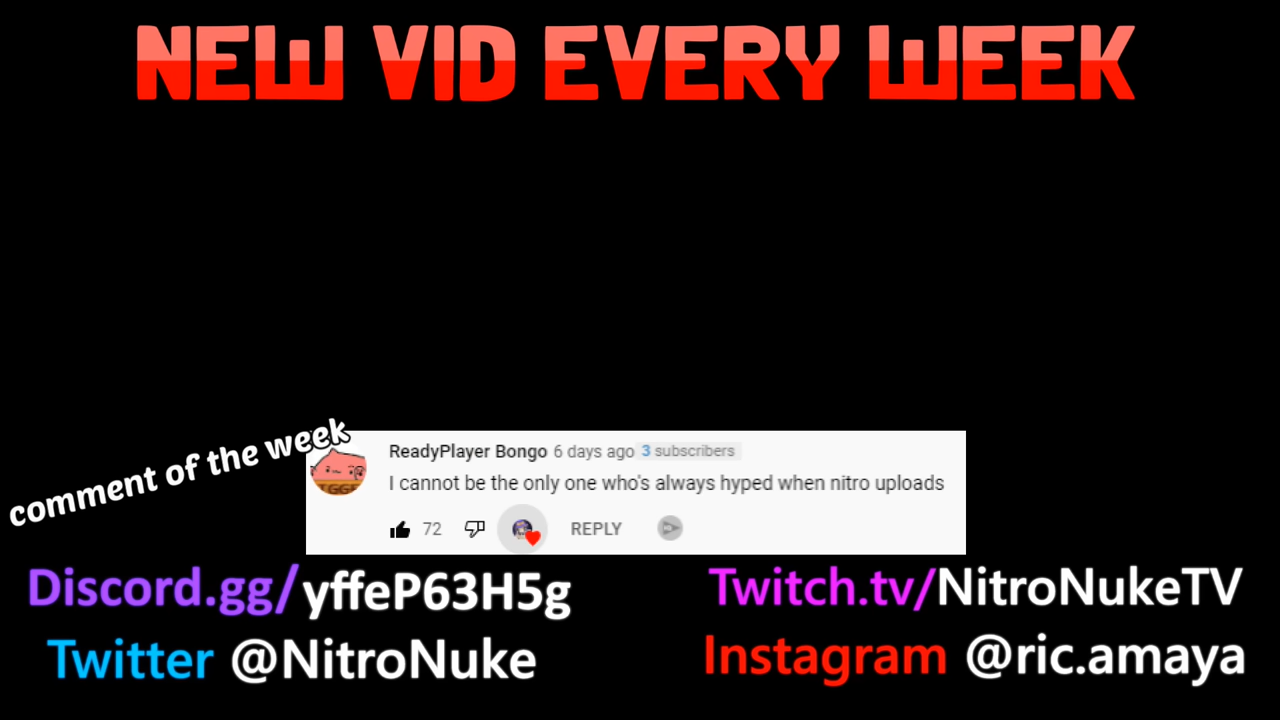 NEW VID EVERY WEEK
comment of the week
ReadyPlayer Bongo 6 days ago 3 subscribers
I cannot be the only one who's always hyped when nitro uploads
72 REPLY
Discord.gg/yffeP63H5g
Twitch.tv/NitroNukeTV
Twitter @NitroNuke
Instagram @ric.amaya